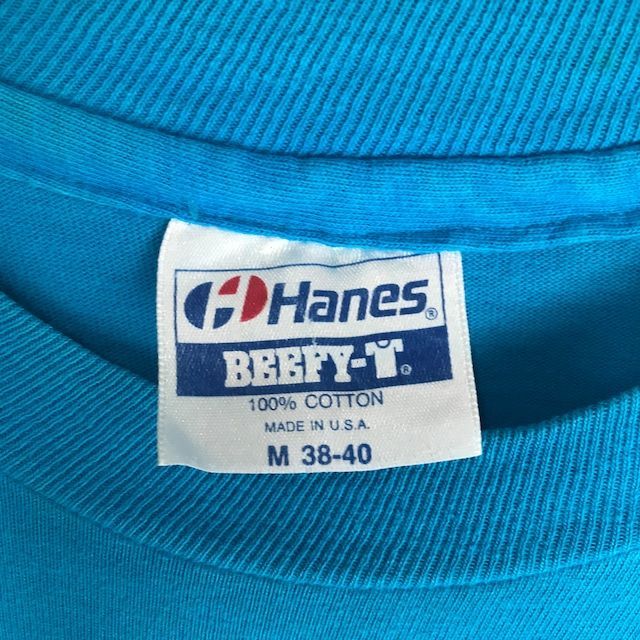 Hanes®
BEEFY-T®
100% COTTON
MADE IN U.S.A.
M 38-40